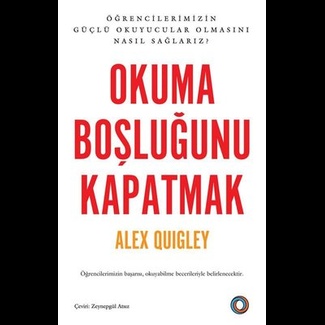 ÖĞRENCİLERİMİZİN
GÜÇLÜ OKUYUCULAR OLMASINI
NASIL SAĞLARIZ?
OKUMA
BOŞLUĞUNU
KAPATMAK
ALEX QUIGLEY
Öğrencilerimizin başarısı, okuyabilme becerileriyle belirlenecektir.
Çeviri: Zeynepgül Atsız